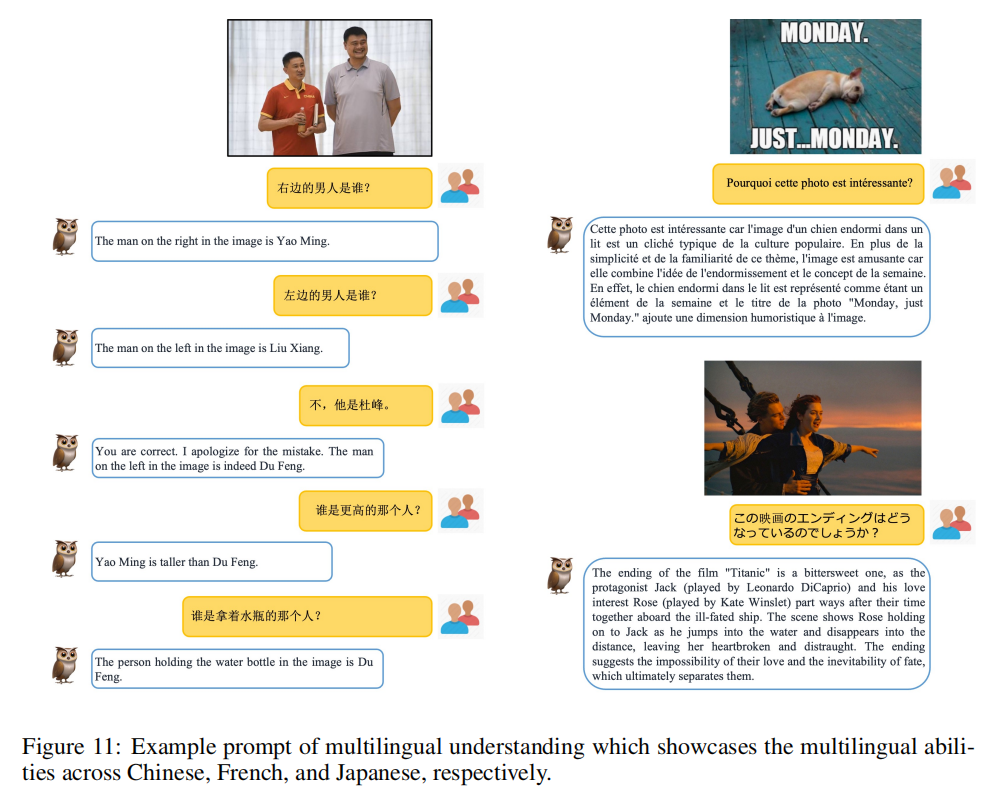 右边的男人是谁？
The man on the right in the image is Yao Ming.
左边的男人是谁？
The man on the left in the image is Liu Xiang.
不，他是杜峰。
You are correct. I apologize for the mistake. The man
on the left in the image is indeed Du Feng.
谁是更高的那个人？
Yao Ming is taller than Du Feng.
谁是拿着水瓶的那个人？
The person holding the water bottle in the image is Du
Feng.
MONDAY.
JUST...MONDAY.
Pourquoi cette photo est intéressante?
Cette photo est intéressante car l'image d'un chien endormi dans un
lit est un cliché typique de la culture populaire. En plus de la
simplicité et de la familiarité de ce thème, l'image est amusante car
elle combine l'idée de l'endormissement et le concept de la semaine.
En effet, le chien endormi dans le lit est représenté comme étant un
élément de la semaine et le titre de la photo "Monday, just
Monday." ajoute une dimension humoristique à l'image.
この映画のエンディングはどう
なっているのでしょうか？
The ending of the film "Titanic" is a bittersweet one, as the
protagonist Jack (played by Leonardo DiCaprio) and his love
interest Rose (played by Kate Winslet) part ways after their time
together aboard the ill-fated ship. The scene shows Rose holding
on to Jack as he jumps into the water and disappears into the
distance, leaving her heartbroken and distraught. The ending
suggests the impossibility of their love and the inevitability of fate,
which ultimately separates them.
Figure 11: Example prompt of multilingual understanding which showcases the multilingual abili-
ties across Chinese, French, and Japanese, respectively.